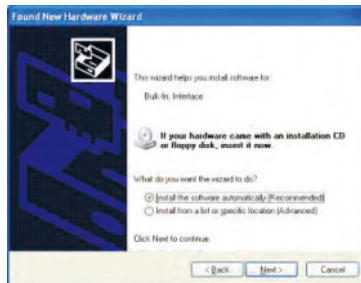 Found New Hardware Wizard
This wizard helps you install software for:
Bulk-In, Interface
If your hardware came with an installation CD
or floppy disk, insert it now.
What do you want the wizard to do?
Install the software automatically (Recommended)
Install from a list or specific location (Advanced)
Click Next to continue.
< Back
Next >
Cancel